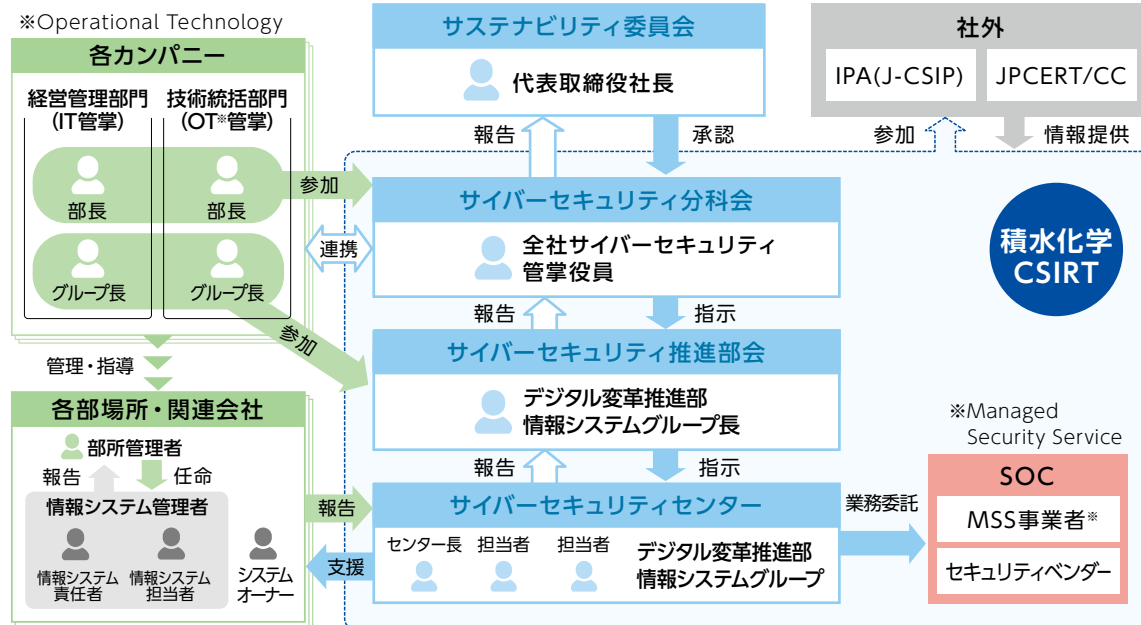 ※Operational Technology
各カンパニー
経営管理部門
(IT管掌)
技術統括部門
(OT※管掌)
部長
部長
グループ長
グループ長
参加
連携
参加
管理・指導
各部場所・関連会社
部所管理者
報告
任命
情報システム管理者
情報システム
責任者
情報システム
担当者
システム
オーナー
報告
支援
サステナビリティ委員会
代表取締役社長
報告
承認
サイバーセキュリティ分科会
全社サイバーセキュリティ
管掌役員
報告
指示
サイバーセキュリティ推進部会
デジタル変革推進部
情報システムグループ長
報告
指示
サイバーセキュリティセンター
センター長
担当者
担当者
デジタル変革推進部
情報システムグループ
業務委託
社外
IPA(J-CSIP)
JPCERT/CC
参加
情報提供
積水化学
CSIRT
※Managed
Security Service
SOC
MSS事業者※
セキュリティベンダー